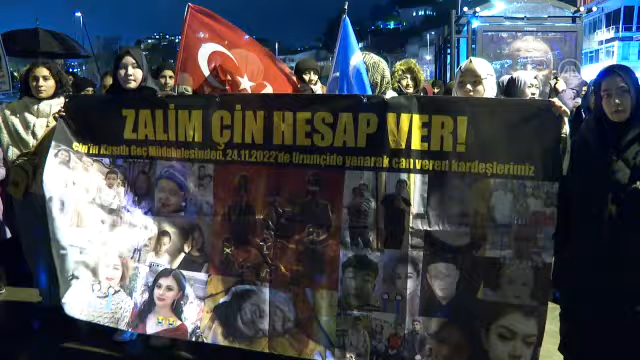 ZALİM ÇİN HESAP VER!
Çin'in Kasıtlı Geç Müdahalesinden, 24.11.2022'de Urumçide yanarak can veren kardeşlerimiz